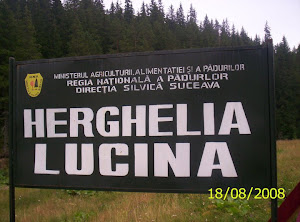 MINISTERUL AGRICULTURII, ALIMENTAȚIEI ȘI A PĂDURILOR
REGIA NAȚIONALĂ A PĂDURILOR
DIRECȚIA SILVICĂ SUCEAVA
HERGHELIA
LUCINA
18/08/2008